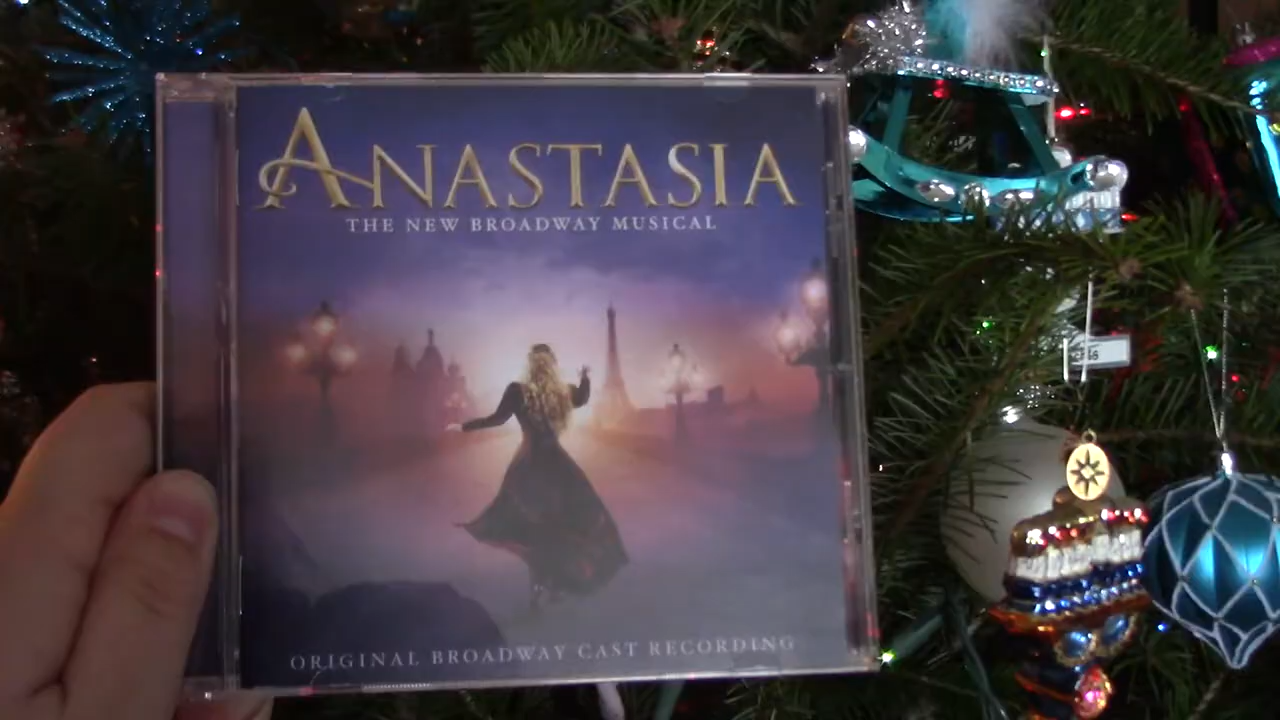 ANASTASIA
THE NEW BROADWAY MUSICAL
ORIGINAL BROADWAY CAST RECORDING